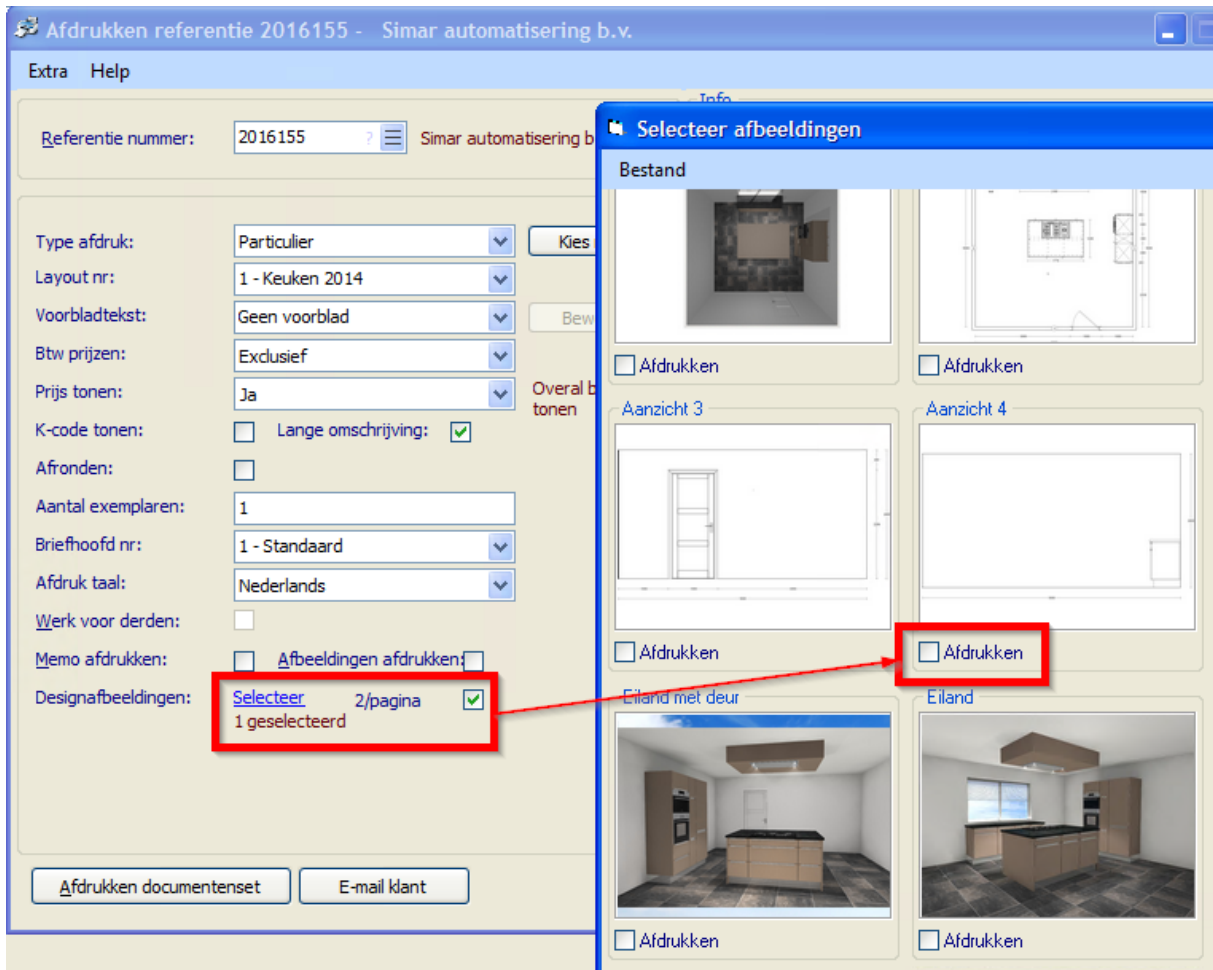 Afdrukken referentie 2016155 - Simar automatisering b.v.
Extra Help
Info
Referentie nummer: 2016155 ? Simar automatisering b
Type afdruk: Particulier Kies
Layout nr: 1 - Keuken 2014
Voorbladtekst: Geen voorblad Bew
Btw prijzen: Exclusief
Prijs tonen: Ja Overal b
tonen
K-code tonen: Lange omschrijving:
Afronden:
Aantal exemplaren: 1
Briefhoofd nr: 1 - Standaard
Afdruk taal: Nederlands
Werk voor derden:
Memo afdrukken: Afbeeldingen afdrukken:
Designafbeeldingen: Selecteer 2/pagina
1 geselecteerd
Afdrukken documentenset E-mail klant
Selecteer afbeeldingen
Bestand
Afdrukken Afdrukken
Aanzicht 3 Aanzicht 4
Afdrukken Afdrukken
Eiland met deur Eiland
Afdrukken Afdrukken